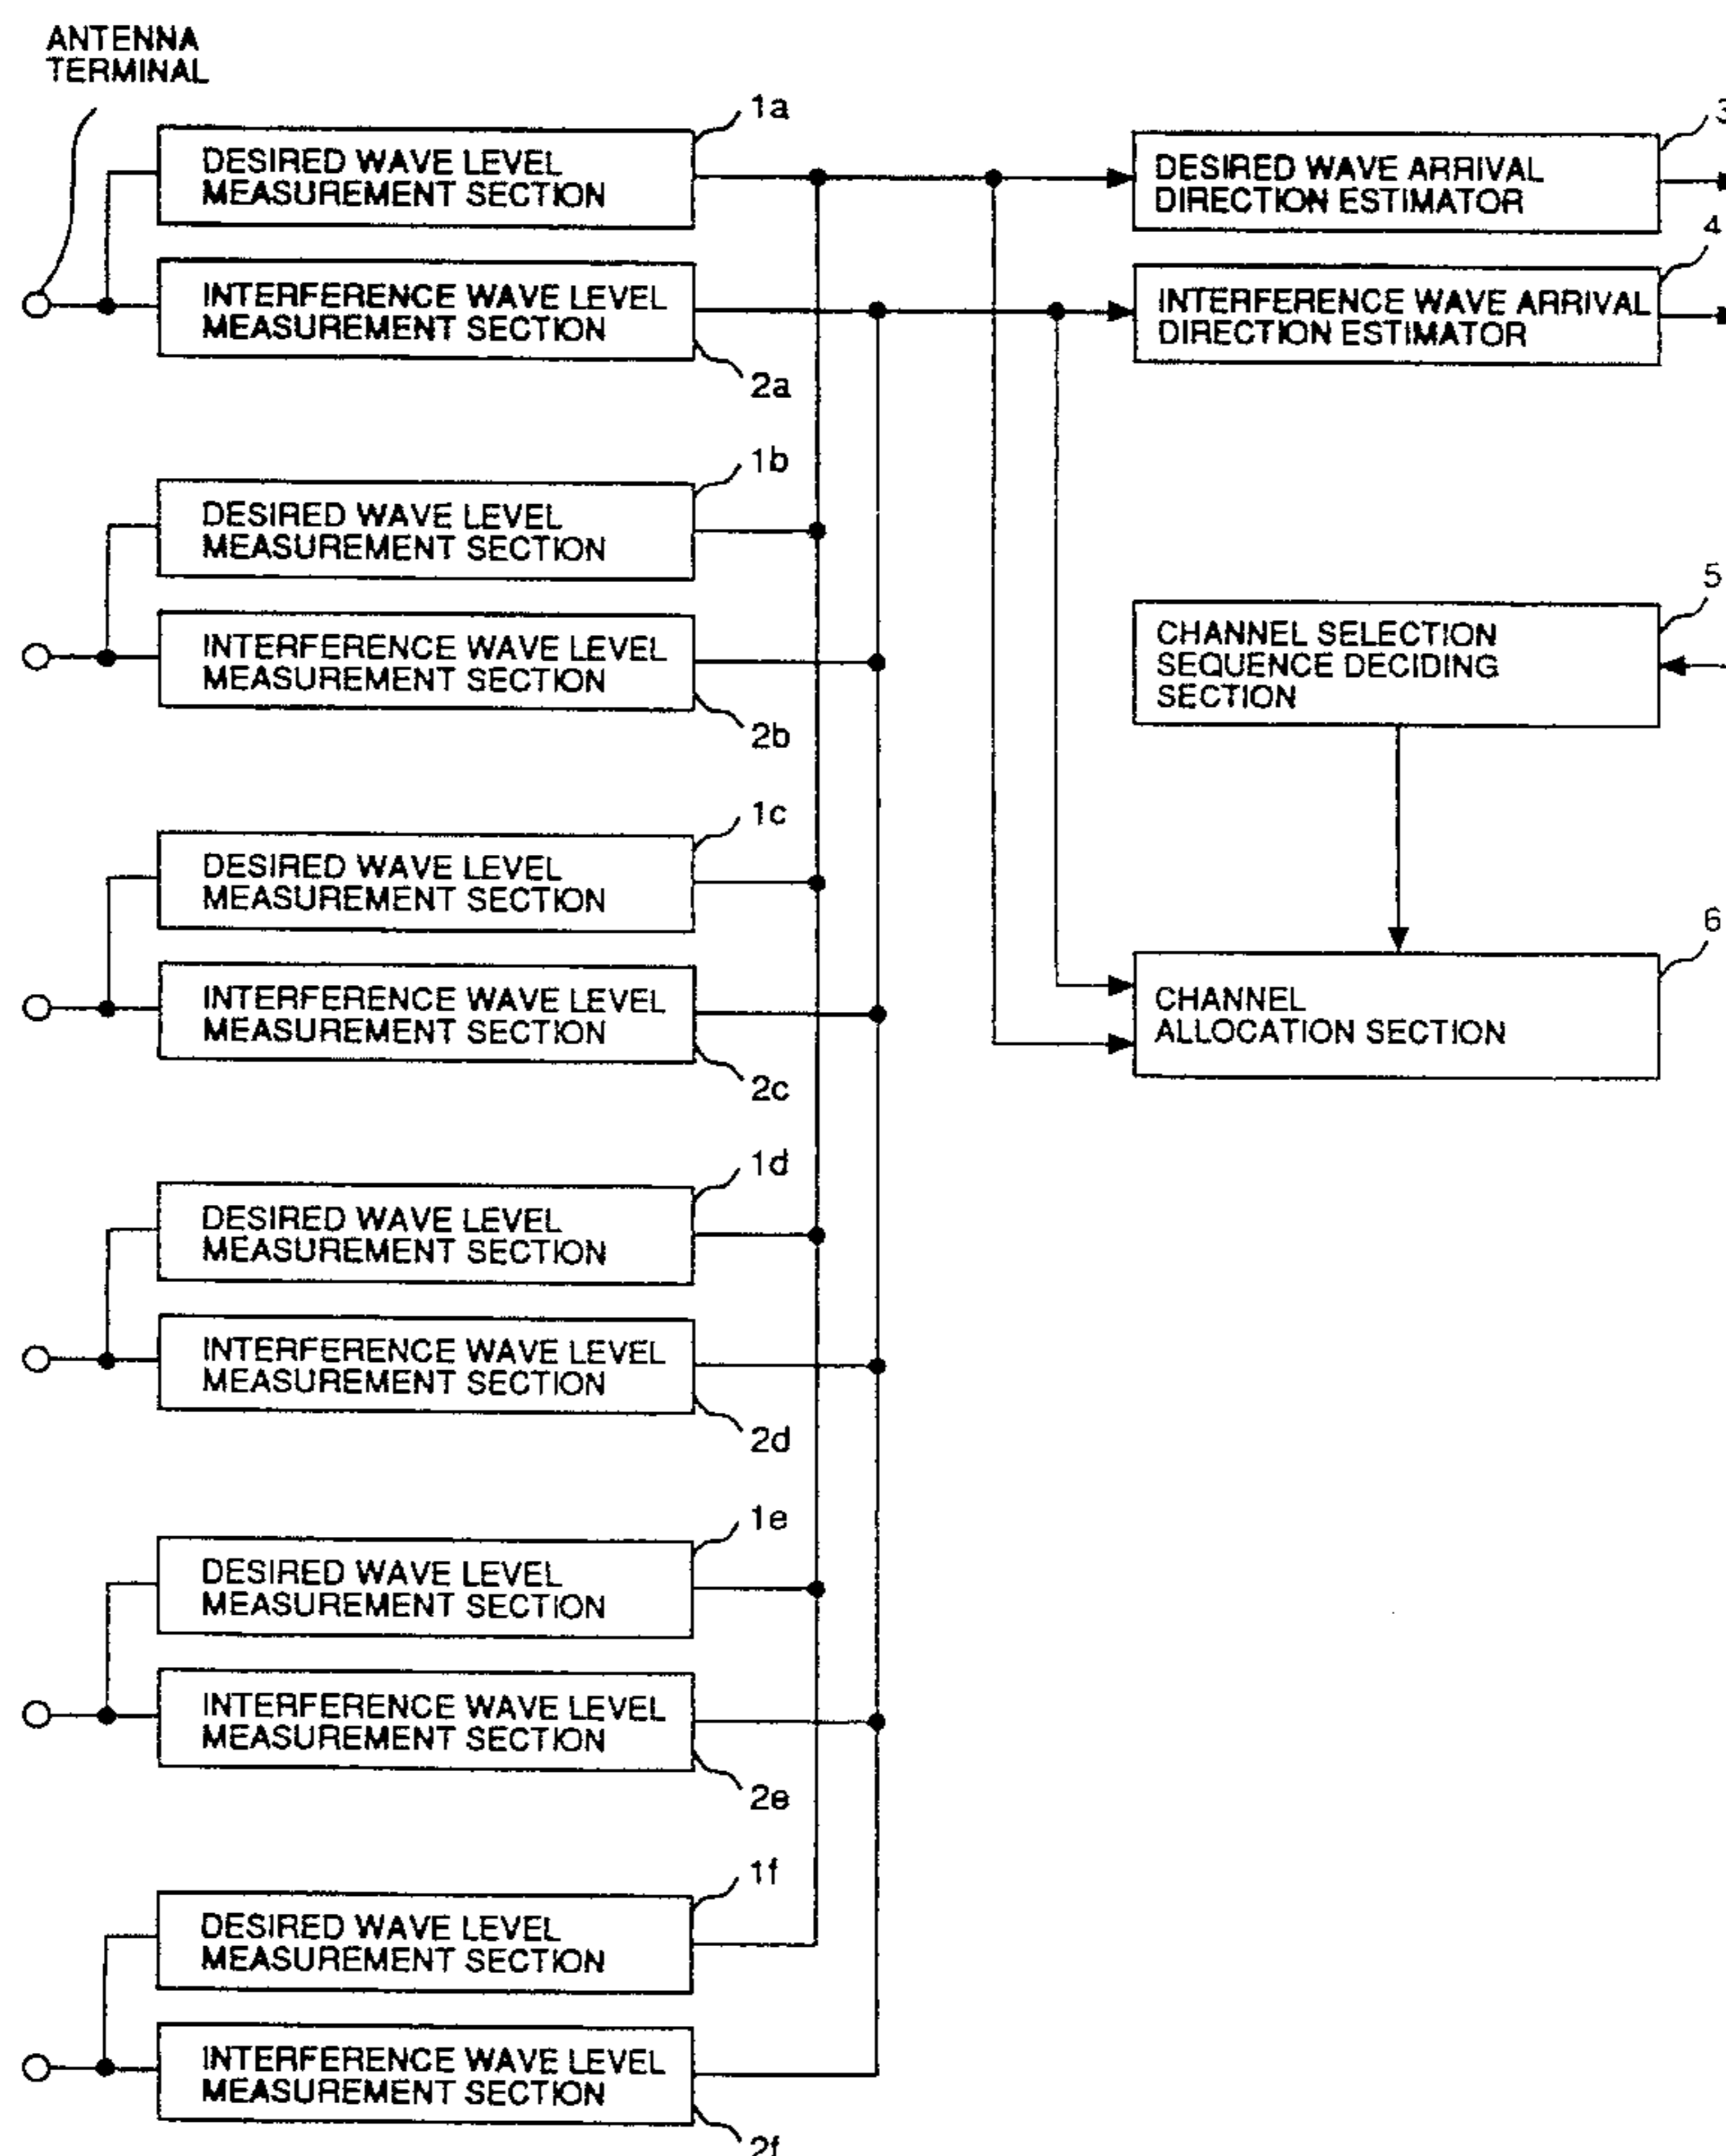 ANTENNA
TERMINAL
1a
DESIRED WAVE LEVEL
MEASUREMENT SECTION
INTERFERENCE WAVE LEVEL
MEASUREMENT SECTION
2a
1b
DESIRED WAVE LEVEL
MEASUREMENT SECTION
INTERFERENCE WAVE LEVEL
MEASUREMENT SECTION
2b
1c
DESIRED WAVE LEVEL
MEASUREMENT SECTION
INTERFERENCE WAVE LEVEL
MEASUREMENT SECTION
2c
1d
DESIRED WAVE LEVEL
MEASUREMENT SECTION
INTERFERENCE WAVE LEVEL
MEASUREMENT SECTION
2d
1e
DESIRED WAVE LEVEL
MEASUREMENT SECTION
INTERFERENCE WAVE LEVEL
MEASUREMENT SECTION
2e
1f
DESIRED WAVE LEVEL
MEASUREMENT SECTION
INTERFERENCE WAVE LEVEL
MEASUREMENT SECTION
2f
3
DESIRED WAVE ARRIVAL
DIRECTION ESTIMATOR
4
INTERFERENCE WAVE ARRIVAL
DIRECTION ESTIMATOR
5
CHANNEL SELECTION
SEQUENCE DECIDING
SECTION
6
CHANNEL
ALLOCATION SECTION